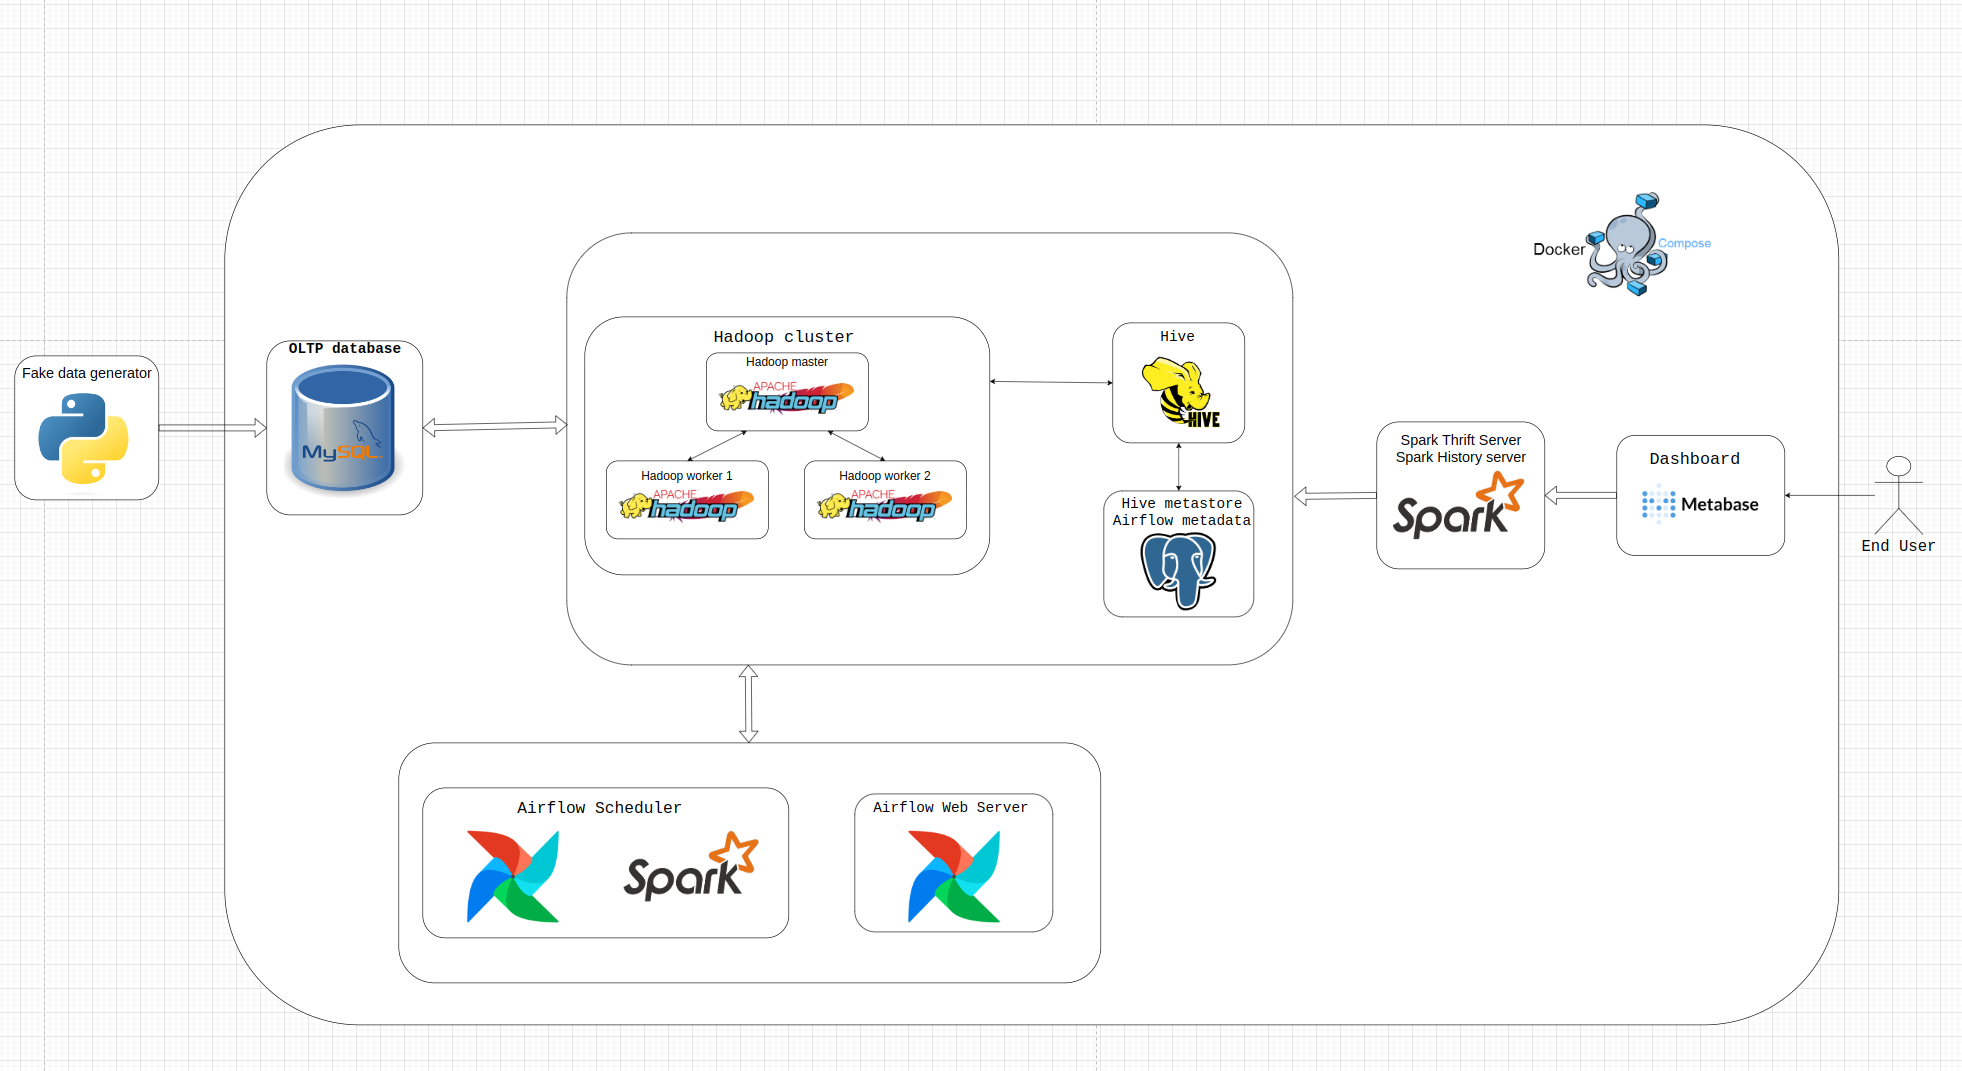 Docker
Compose
Fake data generator
OLTP database
MySQL
Hadoop cluster
Hadoop master
APACHE
hadoop
Hadoop worker 1
APACHE
hadoop
Hadoop worker 2
APACHE
hadoop
Hive
HIVE
Hive metastore
Airflow metadata
Spark Thrift Server
Spark History server
Spark
Dashboard
Metabase
End User
Airflow Scheduler
Spark
Airflow Web Server